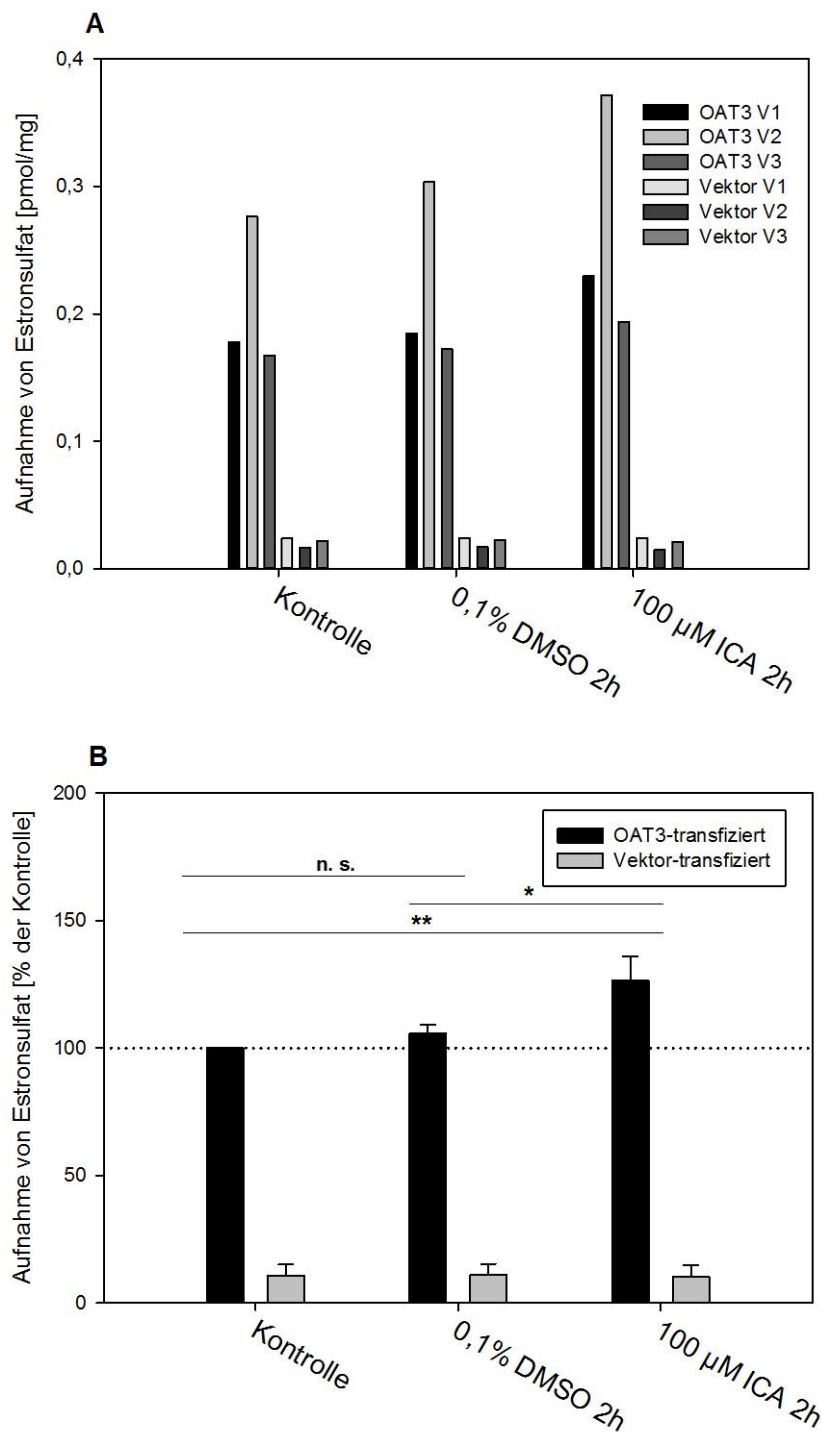 A
Aufnahme von Estronsulfat [pmol/mg]
0,4
0,3
0,2
0,1
0,0
OAT3 V1
OAT3 V2
OAT3 V3
Vektor V1
Vektor V2
Vektor V3
Kontrolle
0,1% DMSO 2h
100 µM ICA 2h
B
Aufnahme von Estronsulfat [% der Kontrolle]
200
150
100
50
0
OAT3-transfiziert
Vektor-transfiziert
n. s.
*
**
Kontrolle
0,1% DMSO 2h
100 µM ICA 2h